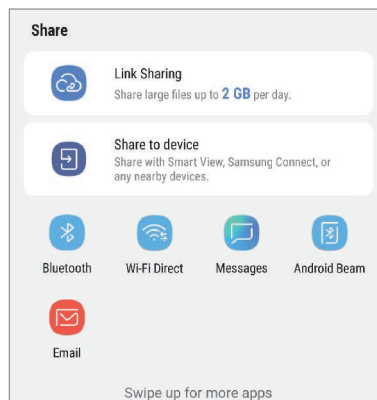 Share
Link Sharing
Share large files up to 2 GB per day.
Share to device
Share with Smart View, Samsung Connect, or
any nearby devices.
Bluetooth
Wi-Fi Direct
Messages
Android Beam
Email
Swipe up for more apps